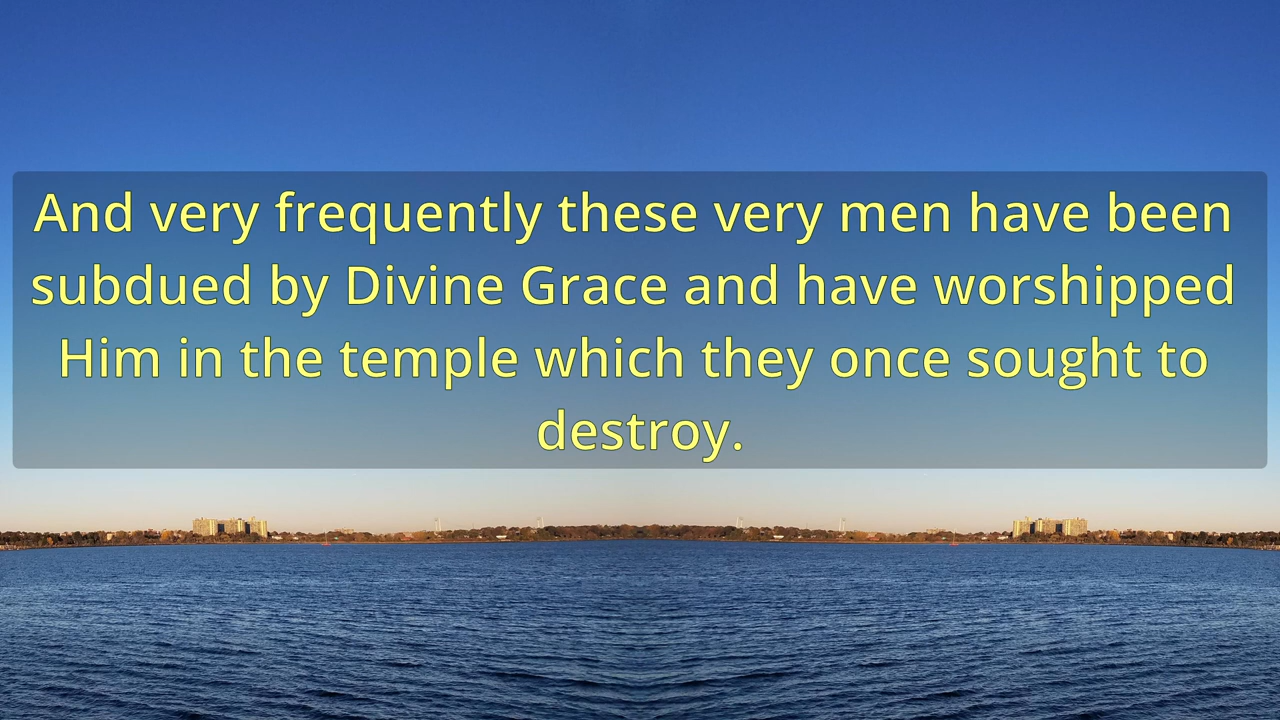 And very frequently these very men have been
subdued by Divine Grace and have worshipped
Him in the temple which they once sought to
destroy.